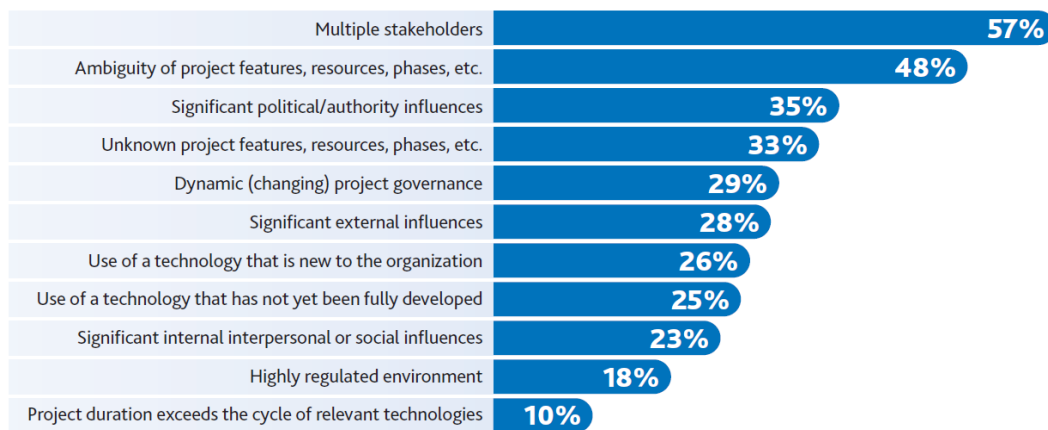 Multiple stakeholders 57%
Ambiguity of project features, resources, phases, etc. 48%
Significant political/authority influences 35%
Unknown project features, resources, phases, etc. 33%
Dynamic (changing) project governance 29%
Significant external influences 28%
Use of a technology that is new to the organization 26%
Use of a technology that has not yet been fully developed 25%
Significant internal interpersonal or social influences 23%
Highly regulated environment 18%
Project duration exceeds the cycle of relevant technologies 10%